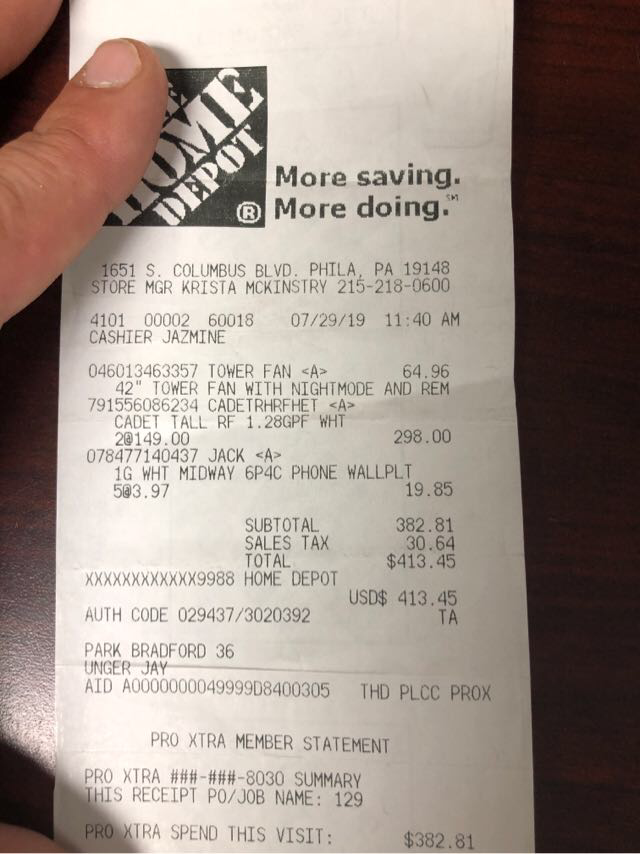 HOME
DEPOT
®
More saving.
More doing.℠
1651 S. COLUMBUS BLVD. PHILA, PA 19148
STORE MGR KRISTA MCKINSTRY 215-218-0600
4101 00002 60018 07/29/19 11:40 AM
CASHIER JAZMINE
046013463357 TOWER FAN <A> 64.96
42" TOWER FAN WITH NIGHTMODE AND REM
791556086234 CADETRHRFHET <A>
CADET TALL RF 1.28GPF WHT
2@149.00 298.00
078477140437 JACK <A>
1G WHT MIDWAY 6P4C PHONE WALLPLT
5@3.97 19.85
SUBTOTAL 382.81
SALES TAX 30.64
TOTAL $413.45
XXXXXXXXXXXX9988 HOME DEPOT
USD$ 413.45
AUTH CODE 029437/3020392 TA
PARK BRADFORD 36
UNGER JAY
AID A0000000049999D8400305 THD PLCC PROX
PRO XTRA MEMBER STATEMENT
PRO XTRA ###-###-8030 SUMMARY
THIS RECEIPT PO/JOB NAME: 129
PRO XTRA SPEND THIS VISIT: $382.81